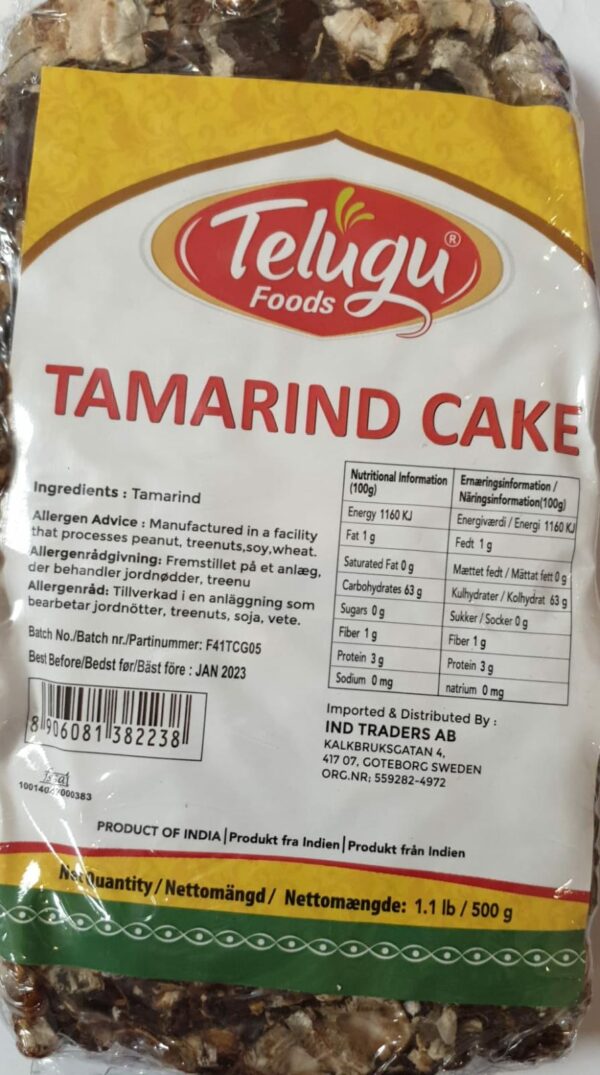 Telugu®
Foods
TAMARIND CAKE
Ingredients : Tamarind
Allergen Advice : Manufactured in a facility
that processes peanut, treenuts,soy,wheat.
Allergenrådgivning: Fremstillet på et anlæg,
der behandler jordnødder, treenu
Allergenråd: Tillverkad i en anläggning som
bearbetar jordnötter, treenuts, soja, vete.
Batch No./Batch nr./Partinummer: F41TCG05
Best Before/Bedst før/Bäst före : JAN 2023
8 906081 382238
fssai
PRODUCT OF INDIA | Produkt fra Indien | Produkt från Indien
Nutritional Information (100g) Ernæringsinformation / Näringsinformation(100g)
Energy 1160 KJ Energiværdi / Energi 1160 KJ
Fat 1 g Fedt 1 g
Saturated Fat 0 g Mættet fedt / Mättat fett 0 g
Carbohydrates 63 g Kulhydrater / Kolhydrat 63 g
Sugars 0 g Sukker / Socker 0 g
Fiber 1 g Fiber 1 g
Protein 3 g Protein 3 g
Sodium 0 mg natrium 0 mg
Imported & Distributed By :
IND TRADERS AB
KALKBRUKSGATAN 4,
417 07, GOTEBORG SWEDEN
ORG.NR; 559282-4972
Net Quantity / Nettomängd / Nettomængde: 1.1 lb / 500 g